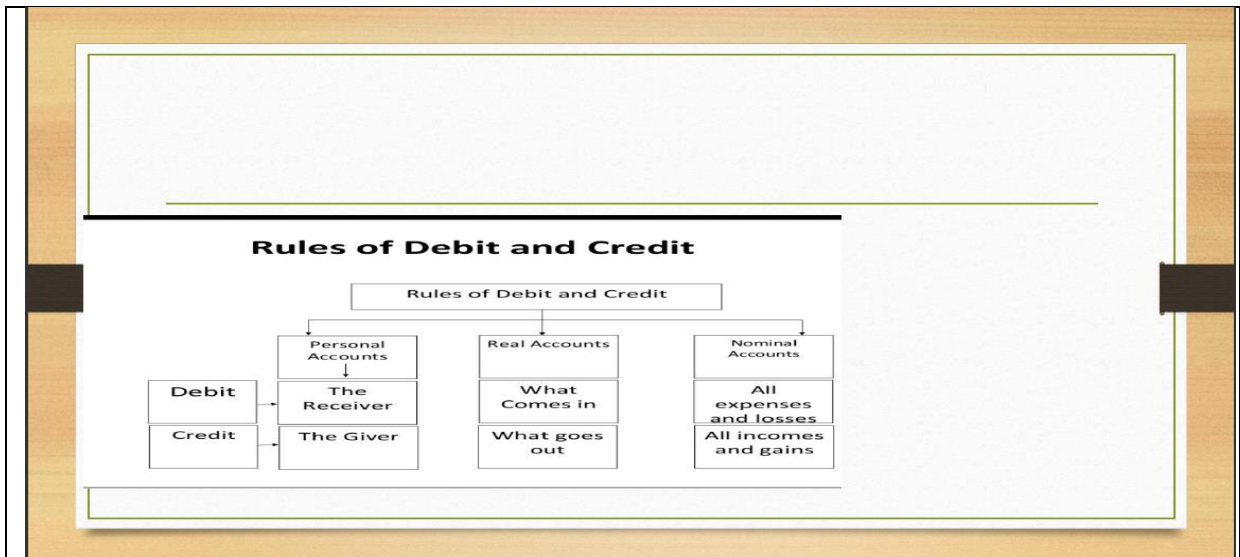 Rules of Debit and Credit
Rules of Debit and Credit
Personal
Accounts
Real Accounts
Nominal
Accounts
Debit
The
Receiver
What
Comes in
All
expenses
and losses
Credit
The Giver
What goes
out
All incomes
and gains